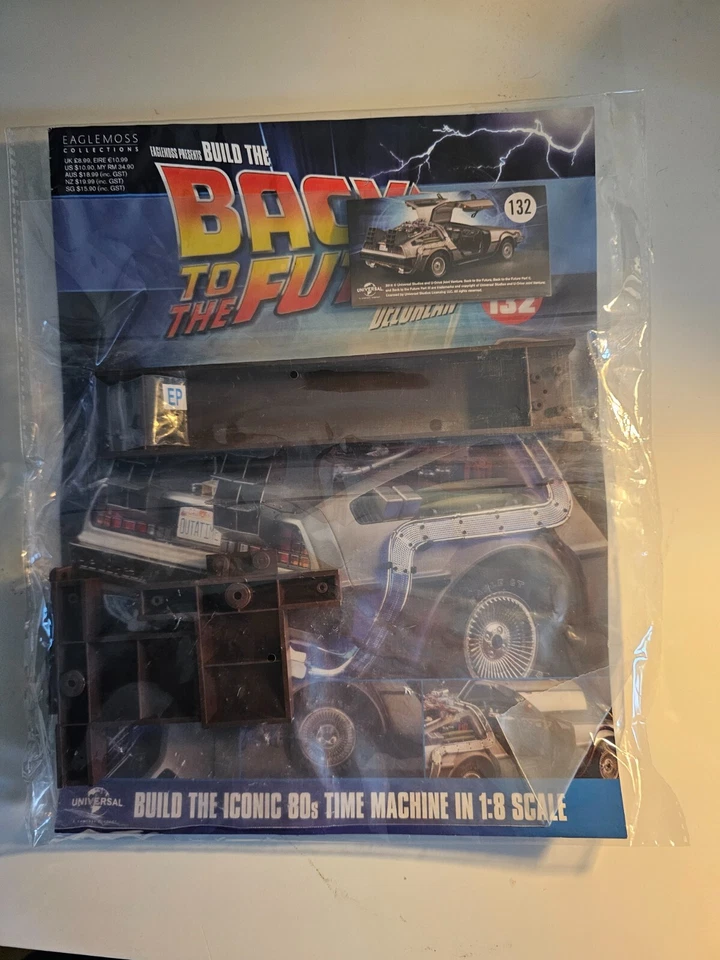 EAGLEMOSS
COLLECTIONS
UK £8.99, EIRE €10.99
US $10.90, MY RM 34.90
AUS $18.99 (inc. GST)
NZ $19.99 (inc. GST)
SG $15.90 (inc. GST)
EAGLEMOSS PRESENTS BUILD THE
BACK
TO
THE FU
DELOREAN
132
132
UNIVERSAL
EP
OUTATIME
UNIVERSAL
BUILD THE ICONIC 80s TIME MACHINE IN 1:8 SCALE